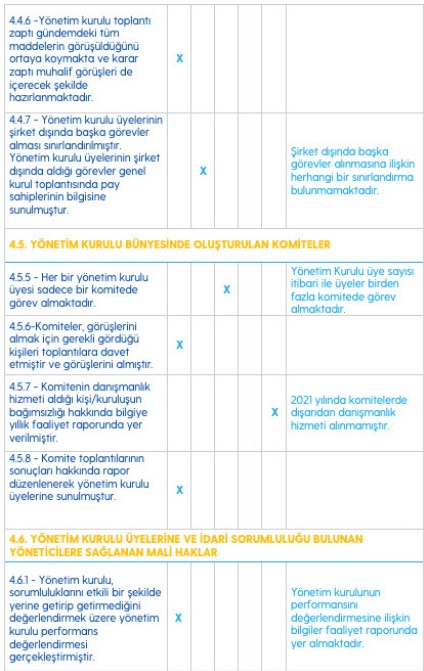 4.4.6 -Yönetim kurulu toplantı
zaptı gündemdeki tüm
maddelerin görüşüldüğünü
ortaya koymakta ve karar
zaptı muhalif görüşleri de
içerecek şekilde
hazırlanmaktadır.
X
4.4.7 - Yönetim kurulu üyelerinin
şirket dışında başka görevler
alması sınırlandırılmıştır.
Yönetim kurulu üyelerinin şirket
dışında aldığı görevler genel
kurul toplantısında pay
sahiplerinin bilgisine
sunulmuştur.
X
Şirket dışında başka
görevler alınmasına ilişkin
herhangi bir sınırlandırma
bulunmamaktadır.
4.5. YÖNETİM KURULU BÜNYESİNDE OLUŞTURULAN KOMİTELER
4.5.5 - Her bir yönetim kurulu
üyesi sadece bir komitede
görev almaktadır.
X
Yönetim Kurulu üye sayısı
itibari ile üyeler birden
fazla komitede görev
almaktadır.
4.5.6-Komiteler, görüşlerini
almak için gerekli gördüğü
kişileri toplantılara davet
etmiştir ve görüşlerini almıştır.
X
4.5.7 - Komitenin danışmanlık
hizmeti aldığı kişi/kuruluşun
bağımsızlığı hakkında bilgiye
yıllık faaliyet raporunda yer
verilmiştir.
X
2021 yılında komitelerde
dışarıdan danışmanlık
hizmeti alınmamıştır.
4.5.8 - Komite toplantılarının
sonuçları hakkında rapor
düzenlenerek yönetim kurulu
üyelerine sunulmuştur.
X
4.6. YÖNETİM KURULU ÜYELERİNE VE İDARİ SORUMLULUĞU BULUNAN
YÖNETİCİLERE SAĞLANAN MALİ HAKLAR
4.6.1 - Yönetim kurulu,
sorumluluklarını etkili bir şekilde
yerine getirip getirmediğini
değerlendirmek üzere yönetim
kurulu performans
değerlendirmesi
gerçekleştirmiştir.
X
Yönetim kurulunun
performansını
değerlendirmesine ilişkin
bilgiler faaliyet raporunda
yer almaktadır.